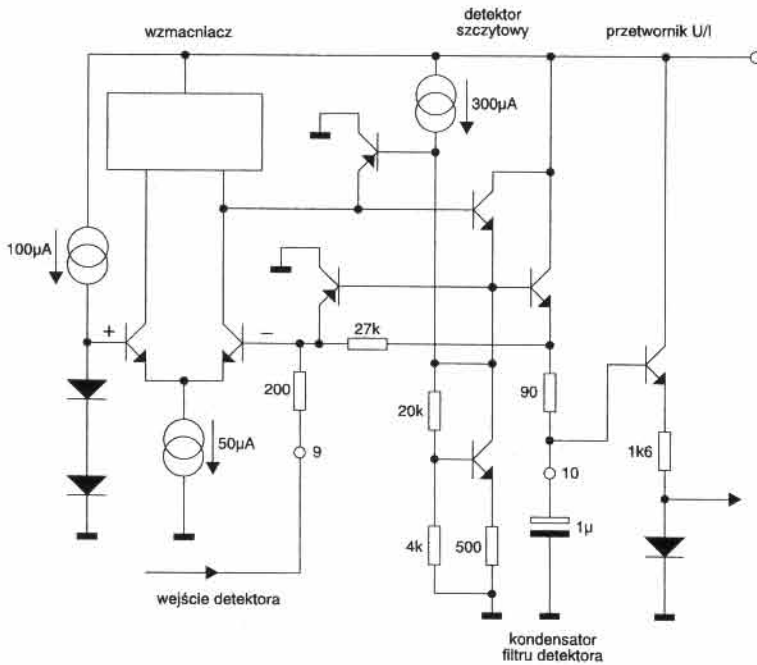 wzmacniacz
detektor
szczytowy
przetwornik U/I
300µA
100µA
+
−
27k
200
90
20k
50µA
9
1k6
10
4k
500
1µ
wejście detektora
kondensator
filtru detektora